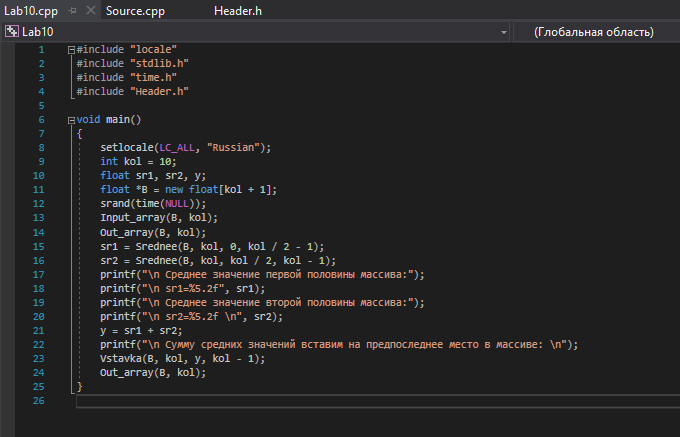 Lab10.cpp Source.cpp Header.h
Lab10 (Глобальная область)
1 #include "locale"
2 #include "stdlib.h"
3 #include "time.h"
4 #include "Header.h"
5
6 void main()
7 {
8 setlocale(LC_ALL, "Russian");
9 int kol = 10;
10 float sr1, sr2, y;
11 float *B = new float[kol + 1];
12 srand(time(NULL));
13 Input_array(B, kol);
14 Out_array(B, kol);
15 sr1 = Srednee(B, kol, 0, kol / 2 - 1);
16 sr2 = Srednee(B, kol, kol / 2, kol - 1);
17 printf("\n Среднее значение первой половины массива:");
18 printf("\n sr1=%5.2f", sr1);
19 printf("\n Среднее значение второй половины массива:");
20 printf("\n sr2=%5.2f \n", sr2);
21 y = sr1 + sr2;
22 printf("\n Сумму средних значений вставим на предпоследнее место в массиве: \n");
23 Vstavka(B, kol, y, kol - 1);
24 Out_array(B, kol);
25 }
26